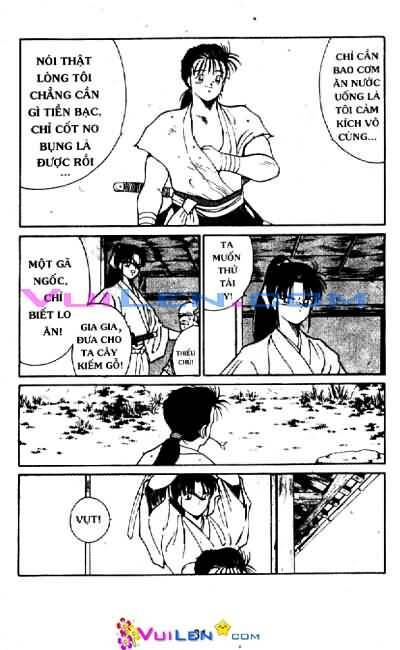 CHỈ CẦN
BAO CƠM
ĂN NƯỚC
UỐNG LÀ
TÔI CẢM
KÍCH VÔ
CÙNG...
NÓI THẬT
LÒNG TÔI
CHẲNG CẦN
GÌ TIỀN BẠC,
CHỈ CỐT NO
BỤNG LÀ
ĐƯỢC RỒI
...
TA
MUỐN
THỬ
TÀI
Y!
MỘT GÃ
NGỐC,
CHỈ
BIẾT LO
ĂN!
GIA GIA,
ĐƯA CHO
TA CÂY
KIẾM GỖ!
THIẾU
CHỦ!
VUILEN.COM
VỤT!
VUILEN
.COM